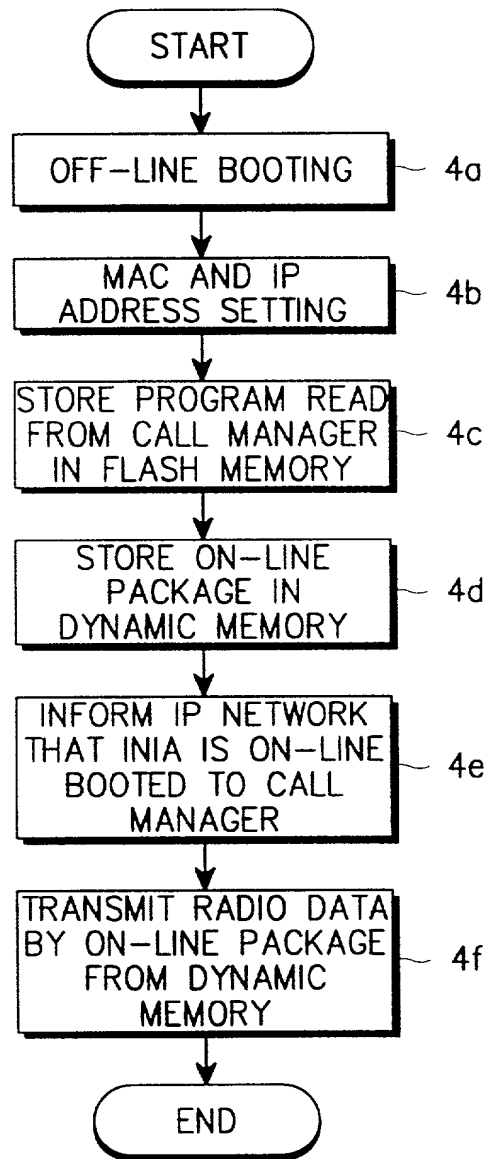 START
OFF-LINE BOOTING
4a
MAC AND IP
ADDRESS SETTING
4b
STORE PROGRAM READ
FROM CALL MANAGER
IN FLASH MEMORY
4c
STORE ON-LINE
PACKAGE IN
DYNAMIC MEMORY
4d
INFORM IP NETWORK
THAT INIA IS ON-LINE
BOOTED TO CALL
MANAGER
4e
TRANSMIT RADIO DATA
BY ON-LINE PACKAGE
FROM DYNAMIC
MEMORY
4f
END